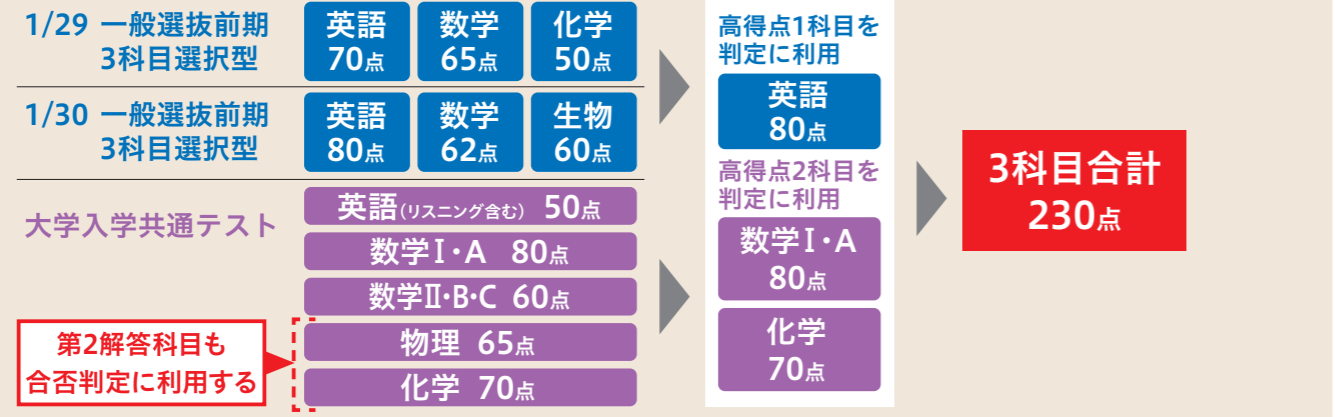 1/29 一般選抜前期
3科目選択型
英語
70点
数学
65点
化学
50点
1/30 一般選抜前期
3科目選択型
英語
80点
数学
62点
生物
60点
大学入学共通テスト
英語(リスニング含む) 50点
数学Ⅰ・A 80点
数学Ⅱ・B・C 60点
物理 65点
化学 70点
第2解答科目も
合否判定に利用する
高得点1科目を
判定に利用
英語
80点
高得点2科目を
判定に利用
数学Ⅰ・A
80点
化学
70点
3科目合計
230点